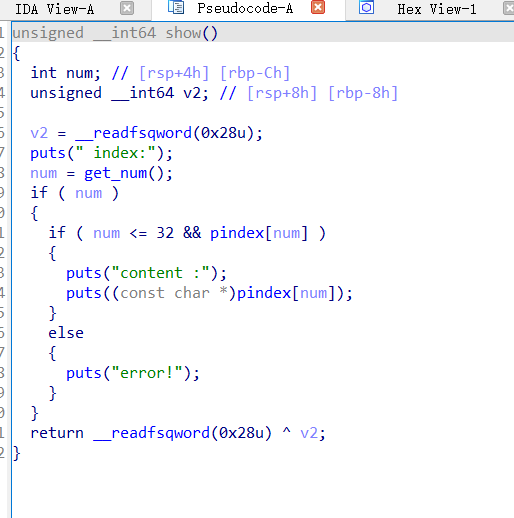 IDA View-A Pseudocode-A Hex View-1
1 unsigned __int64 show()
2 {
3 int num; // [rsp+4h] [rbp-Ch]
4 unsigned __int64 v2; // [rsp+8h] [rbp-8h]
5
6 v2 = __readfsqword(0x28u);
7 puts(" index:");
8 num = get_num();
9 if ( num )
0 {
1 if ( num <= 32 && pindex[num] )
2 {
3 puts("content :");
4 puts((const char *)pindex[num]);
5 }
6 else
7 {
8 puts("error!");
9 }
0 }
1 return __readfsqword(0x28u) ^ v2;
2 }